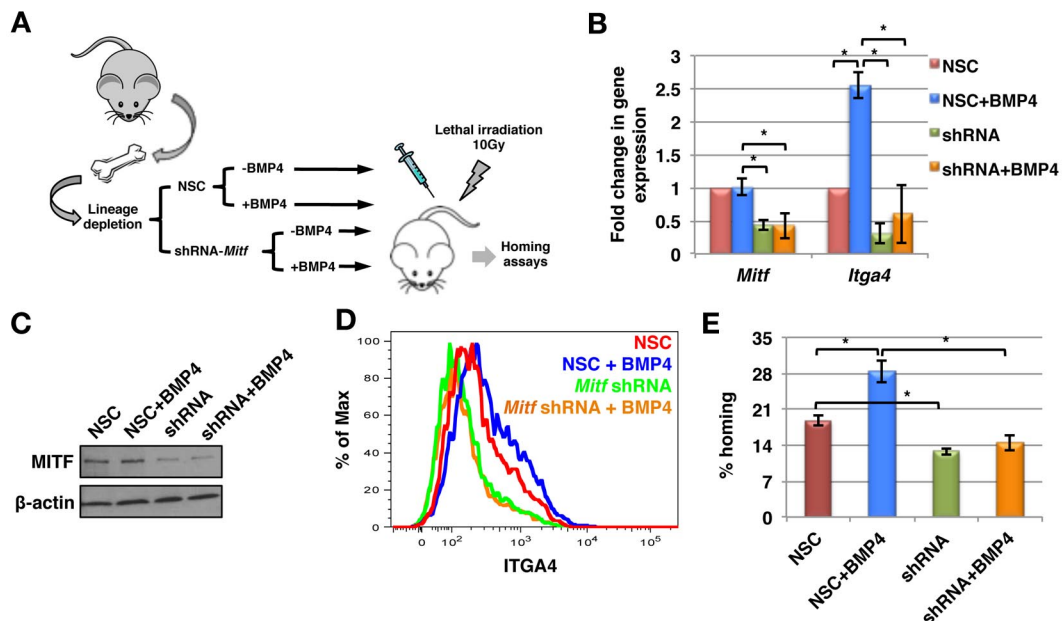 A
Lethal irradiation
10Gy
Lineage
depletion
NSC
-BMP4
+BMP4
shRNA-Mitf
-BMP4
+BMP4
Homing
assays
B
Fold change in gene
expression
3
2.5
2
1.5
1
0.5
0
* * *
*
*
*
Mitf
Itga4
NSC
NSC+BMP4
shRNA
shRNA+BMP4
C
NSC
NSC+BMP4
shRNA
shRNA+BMP4
MITF
β-actin
D
% of Max
100
80
60
40
20
0
0
10²
10³
10⁴
10⁵
ITGA4
NSC
NSC + BMP4
Mitf shRNA
Mitf shRNA + BMP4
E
% homing
35
28
21
14
7
0
*
*
*
NSC
NSC+BMP4
shRNA
shRNA+BMP4